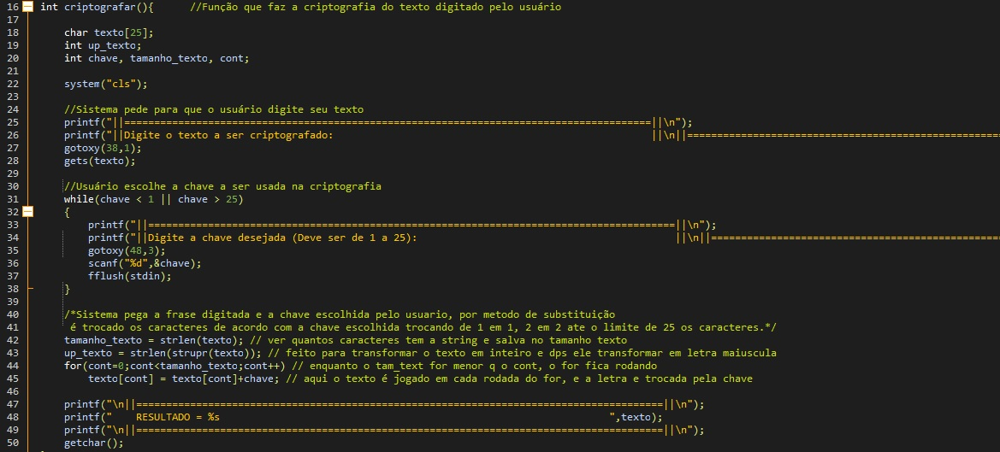 16 int criptografar(){      //Função que faz a criptografia do texto digitado pelo usuário
17
18     char texto[25];
19     int up_texto;
20     int chave, tamanho_texto, cont;
21
22     system("cls");
23
24     //Sistema pede para que o usuário digite seu texto
25     printf("||========================================================================================||\n");
26     printf("||Digite o texto a ser criptografado:                                                     ||\n||====================================================
27     gotoxy(38,1);
28     gets(texto);
29
30     //Usuário escolhe a chave a ser usada na criptografia
31     while(chave < 1 || chave > 25)
32     {
33         printf("||========================================================================================||\n");
34         printf("||Digite a chave desejada (Deve ser de 1 a 25):                                           ||\n||================================================
35         gotoxy(48,3);
36         scanf("%d",&chave);
37         fflush(stdin);
38     }
39
40     /*Sistema pega a frase digitada e a chave escolhida pelo usuario, por metodo de substituição
41      é trocado os caracteres de acordo com a chave escolhida trocando de 1 em 1, 2 em 2 ate o limite de 25 os caracteres.*/
42     tamanho_texto = strlen(texto); // ver quantos caracteres tem a string e salva no tamanho texto
43     up_texto = strlen(strupr(texto)); // feito para transformar o texto em inteiro e dps ele transformar em letra maiuscula
44     for(cont=0;cont<tamanho_texto;cont++) // enquanto o tam_text for menor q o cont, o for fica rodando
45         texto[cont] = texto[cont]+chave; // aqui o texto é jogado em cada rodada do for, e a letra e trocada pela chave
46
47     printf("\n||========================================================================================||\n");
48     printf("    RESULTADO = %s                                                                 ",texto);
49     printf("\n||========================================================================================||\n");
50     getchar();